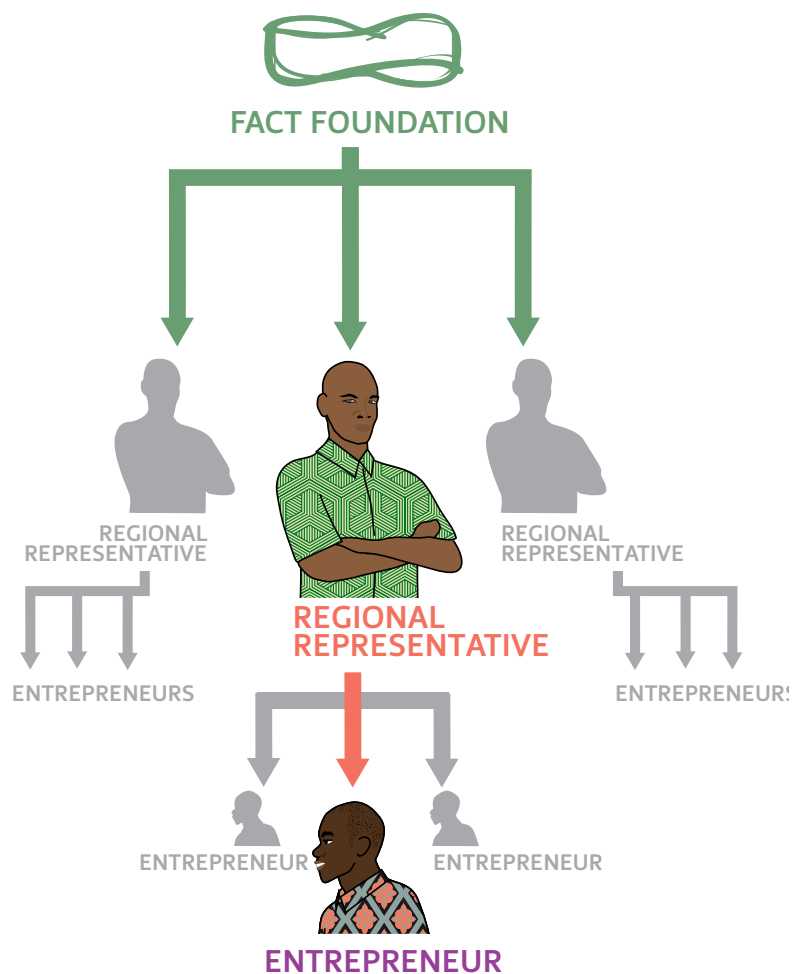 FACT FOUNDATION
REGIONAL
REPRESENTATIVE
REGIONAL
REPRESENTATIVE
REGIONAL
REPRESENTATIVE
ENTREPRENEURS
ENTREPRENEURS
ENTREPRENEUR
ENTREPRENEUR
ENTREPRENEUR